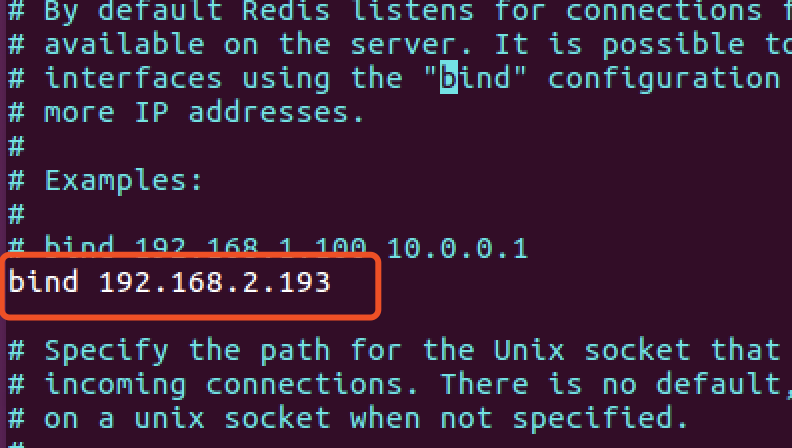 # By default Redis listens for connections f
# available on the server. It is possible to
# interfaces using the "bind" configuration
# more IP addresses.
#
# Examples:
#
# bind 192.168.1.100 10.0.0.1
bind 192.168.2.193
# Specify the path for the Unix socket that
# incoming connections. There is no default,
# on a unix socket when not specified.
#